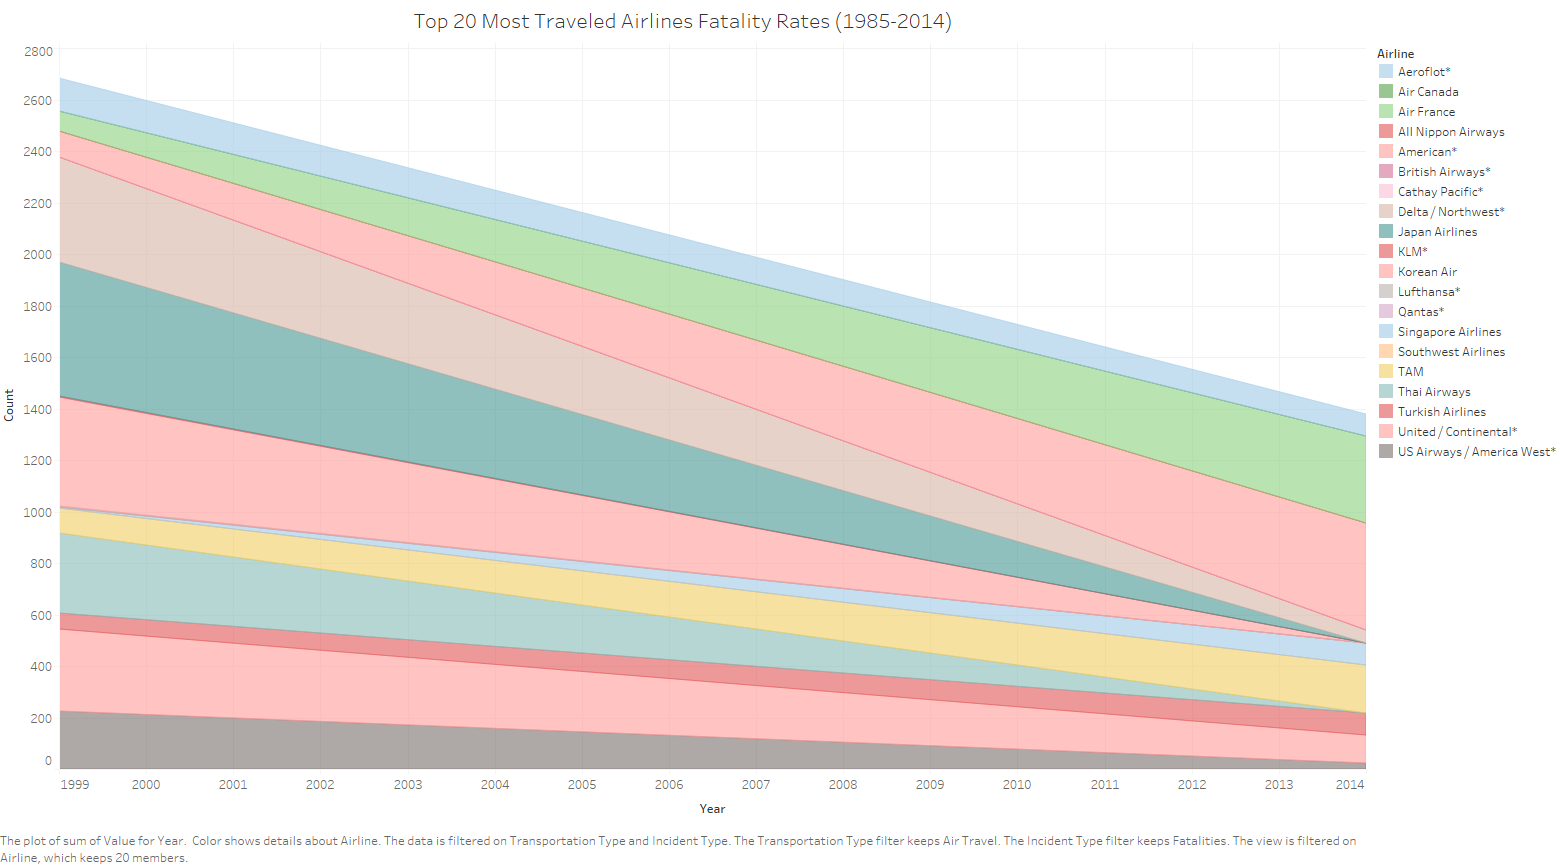 Top 20 Most Traveled Airlines Fatality Rates (1985-2014)
2800
2600
2400
2200
2000
1800
1600
1400
1200
1000
800
600
400
200
0
Count
1999 2000 2001 2002 2003 2004 2005 2006 2007 2008 2009 2010 2011 2012 2013 2014
Year
Airline
Aeroflot*
Air Canada
Air France
All Nippon Airways
American*
British Airways*
Cathay Pacific*
Delta / Northwest*
Japan Airlines
KLM*
Korean Air
Lufthansa*
Qantas*
Singapore Airlines
Southwest Airlines
TAM
Thai Airways
Turkish Airlines
United / Continental*
US Airways / America West*
The plot of sum of Value for Year.  Color shows details about Airline. The data is filtered on Transportation Type and Incident Type. The Transportation Type filter keeps Air Travel. The Incident Type filter keeps Fatalities. The view is filtered on
Airline, which keeps 20 members.